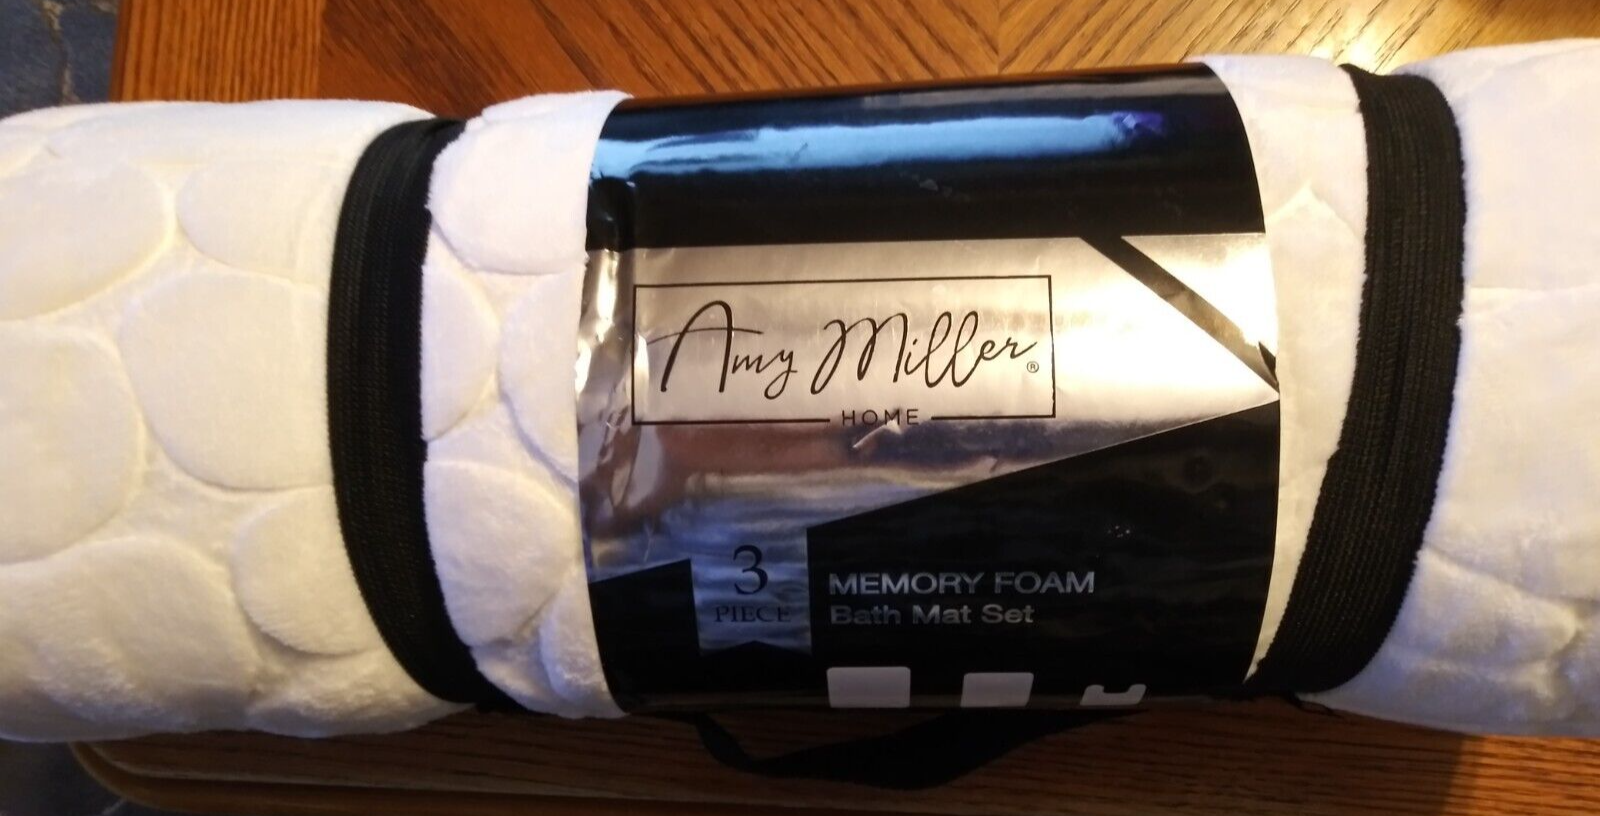 Amy Miller®
HOME
3
PIECE
MEMORY FOAM
Bath Mat Set